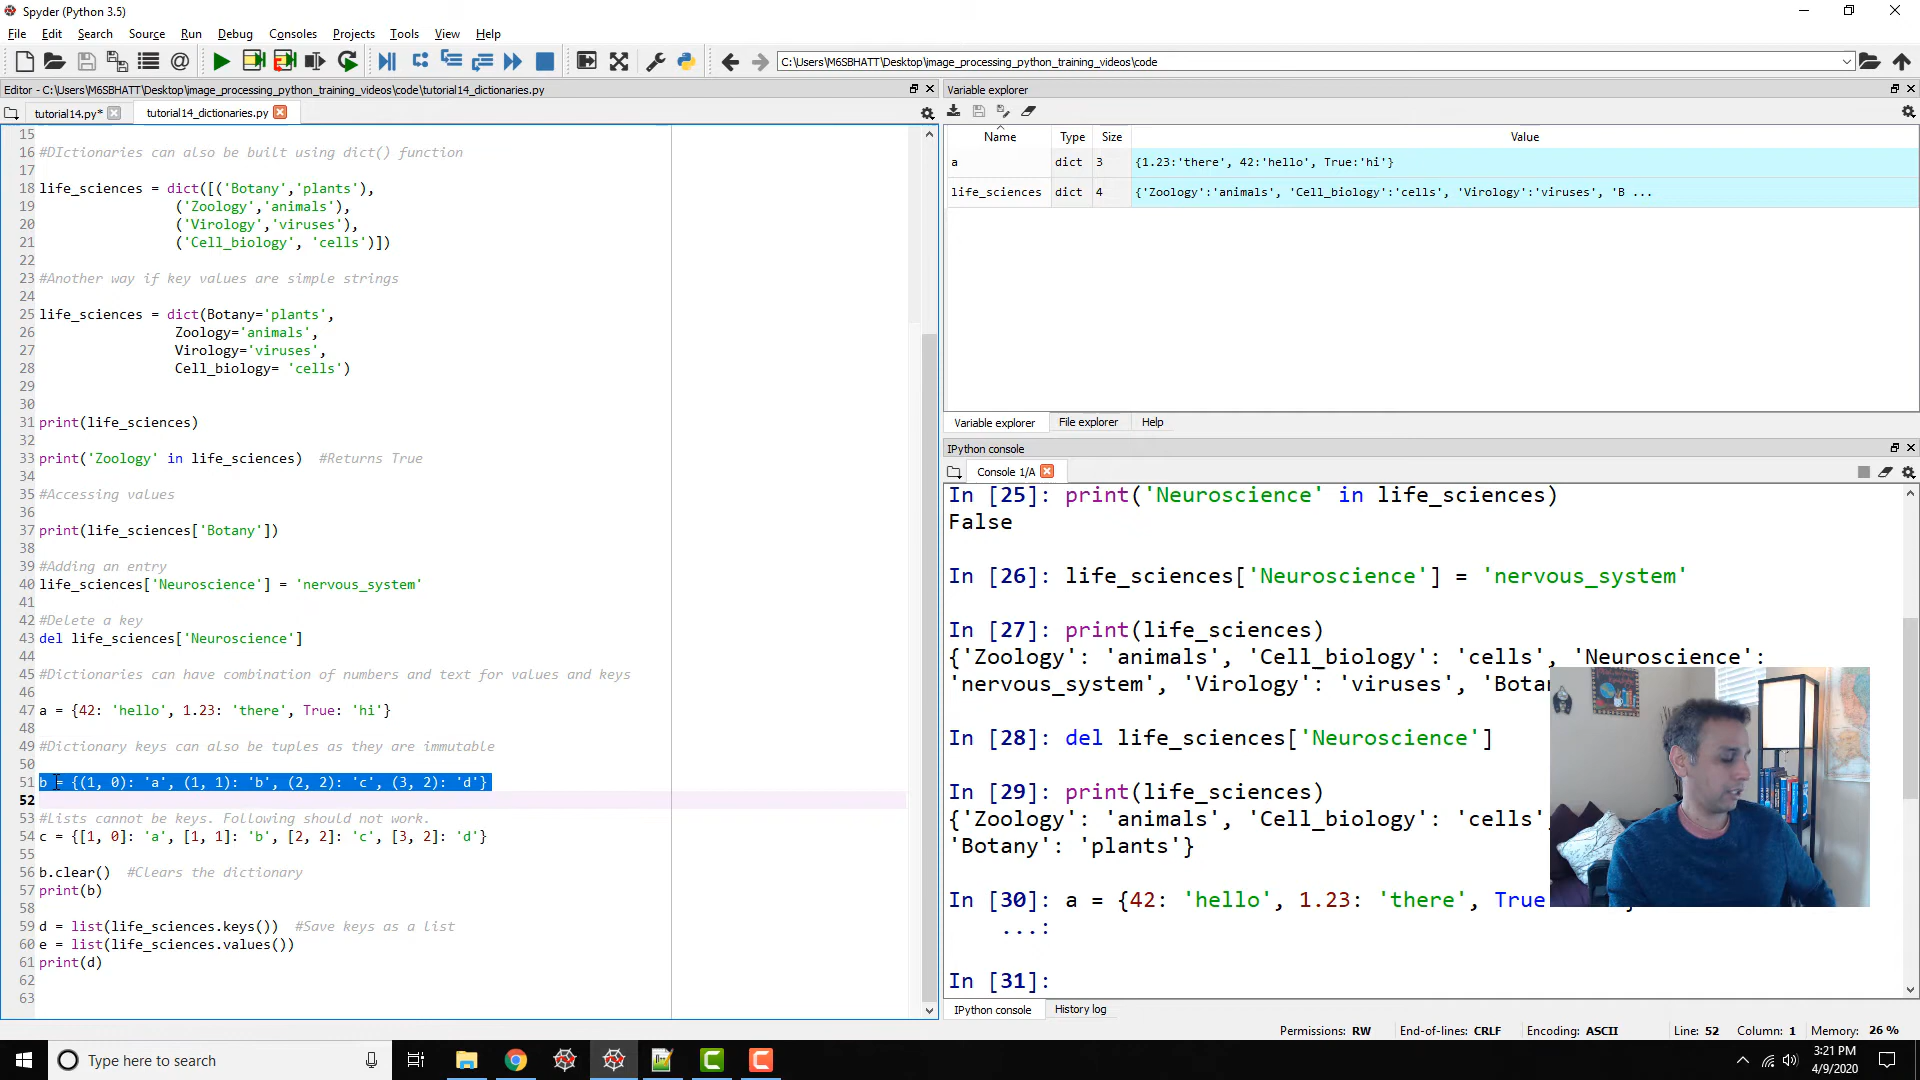 Spyder (Python 3.5)
File Edit Search Source Run Debug Consoles Projects Tools View Help
C:\Users\M6SBHATT\Desktop\image_processing_python_training_videos\code
Editor - C:\Users\M6SBHATT\Desktop\image_processing_python_training_videos\code\tutorial14_dictionaries.py
tutorial14.py* tutorial14_dictionaries.py
15
16 #DIctionaries can also be built using dict() function
17
18 life_sciences = dict([('Botany','plants'),
19 ('Zoology','animals'),
20 ('Virology','viruses'),
21 ('Cell_biology', 'cells')])
22
23 #Another way if key values are simple strings
24
25 life_sciences = dict(Botany='plants',
26 Zoology='animals',
27 Virology='viruses',
28 Cell_biology= 'cells')
29
30
31 print(life_sciences)
32
33 print('Zoology' in life_sciences)  #Returns True
34
35 #Accessing values
36
37 print(life_sciences['Botany'])
38
39 #Adding an entry
40 life_sciences['Neuroscience'] = 'nervous_system'
41
42 #Delete a key
43 del life_sciences['Neuroscience']
44
45 #Dictionaries can have combination of numbers and text for values and keys
46
47 a = {42: 'hello', 1.23: 'there', True: 'hi'}
48
49 #Dictionary keys can also be tuples as they are immutable
50
51 b = {(1, 0): 'a', (1, 1): 'b', (2, 2): 'c', (3, 2): 'd'}
52
53 #Lists cannot be keys. Following should not work.
54 c = {[1, 0]: 'a', [1, 1]: 'b', [2, 2]: 'c', [3, 2]: 'd'}
55
56 b.clear()  #Clears the dictionary
57 print(b)
58
59 d = list(life_sciences.keys())  #Save keys as a list
60 e = list(life_sciences.values())
61 print(d)
62
63
Variable explorer
Name Type Size Value
a dict 3 {1.23:'there', 42:'hello', True:'hi'}
life_sciences dict 4 {'Zoology':'animals', 'Cell_biology':'cells', 'Virology':'viruses', 'B ...
Variable explorer File explorer Help
IPython console
Console 1/A
In [25]: print('Neuroscience' in life_sciences)
False
In [26]: life_sciences['Neuroscience'] = 'nervous_system'
In [27]: print(life_sciences)
{'Zoology': 'animals', 'Cell_biology': 'cells', 'Neuroscience':
'nervous_system', 'Virology': 'viruses',
In [28]: del life_sciences['Neuroscience']
In [29]: print(life_sciences)
{'Zoology': 'animals', 'Cell_biology': 'cells'
'Botany': 'plants'}
In [30]: a = {42: 'hello', 1.23: 'there', True
...:
In [31]:
IPython console History log
Permissions: RW End-of-lines: CRLF Encoding: ASCII Line: 52 Column: 1 Memory: 26 %
Type here to search
3:21 PM
4/9/2020